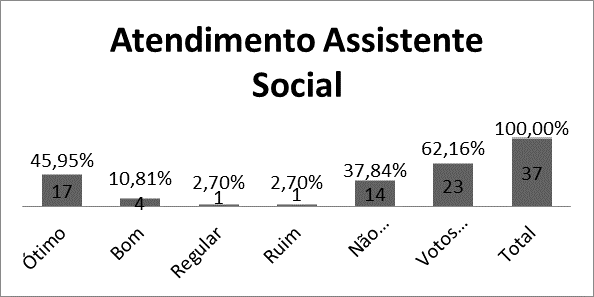 Atendimento Assistente
Social
45,95%
10,81%
2,70%
2,70%
37,84%
62,16%
100,00%
17
4
1
1
14
23
37
Ótimo
Bom
Regular
Ruim
Não...
Votos...
Total